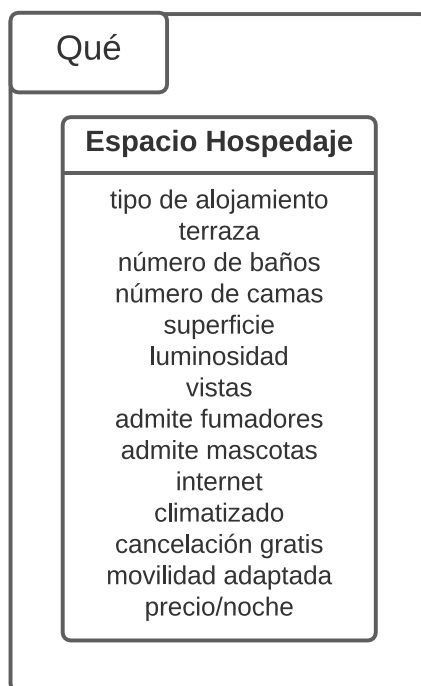 Qué
Espacio Hospedaje
tipo de alojamiento
terraza
número de baños
número de camas
superficie
luminosidad
vistas
admite fumadores
admite mascotas
internet
climatizado
cancelación gratis
movilidad adaptada
precio/noche